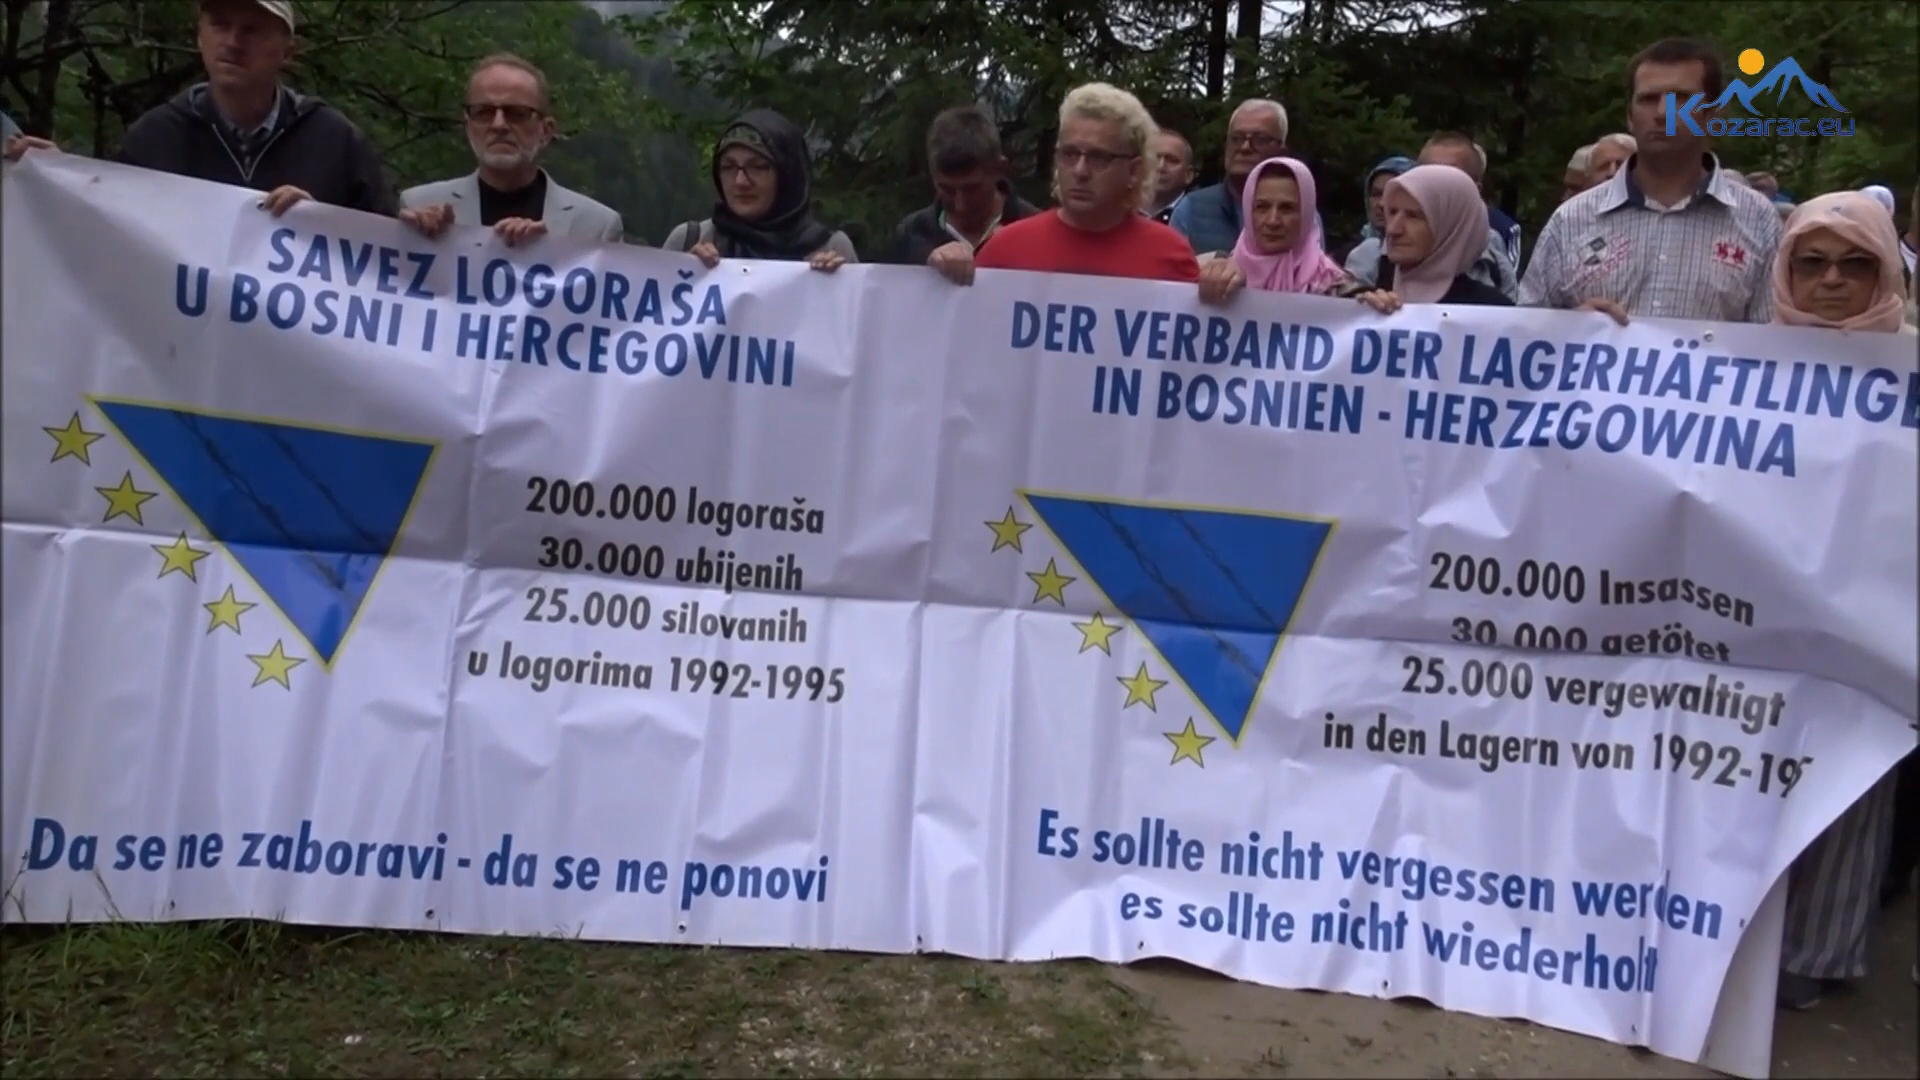 Kozarac.eu
SAVEZ LOGORAŠA
U BOSNI I HERCEGOVINI
200.000 logoraša
30.000 ubijenih
25.000 silovanih
u logorima 1992-1995
Da se ne zaboravi - da se ne ponovi
DER VERBAND DER LAGERHÄFTLINGE
IN BOSNIEN - HERZEGOWINA
200.000 Insassen
30.000 getötet
25.000 vergewaltigt
in den Lagern von 1992-19
Es sollte nicht vergessen werden -
es sollte nicht wiederholt